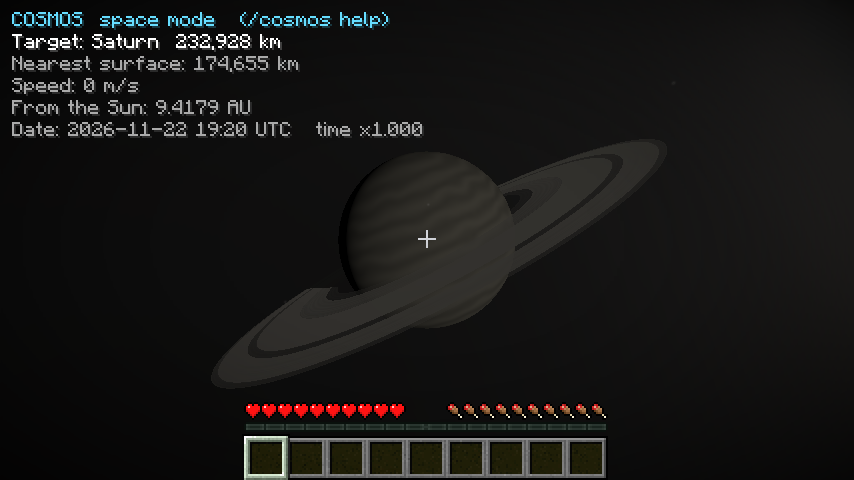 COSMOS space mode (/cosmos help)
Target: Saturn 232,928 km
Nearest surface: 174,655 km
Speed: 0 m/s
From the Sun: 9.4179 AU
Date: 2026-11-22 19:20 UTC time x1.000